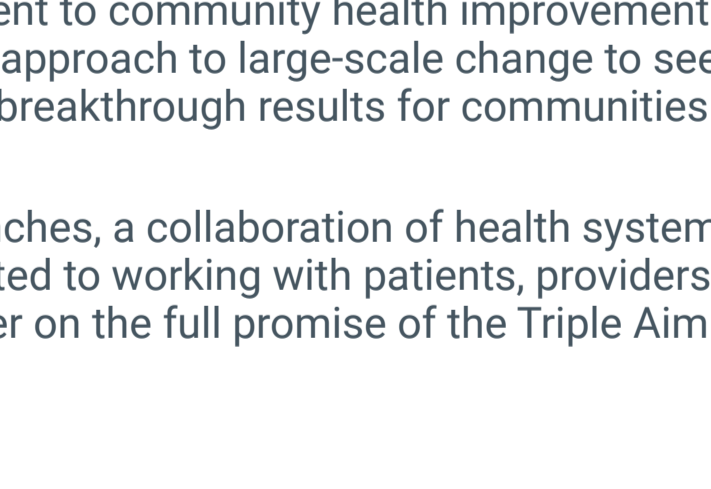 ent to community health improvement
approach to large-scale change to see
breakthrough results for communities
ches, a collaboration of health system
ted to working with patients, providers
er on the full promise of the Triple Aim